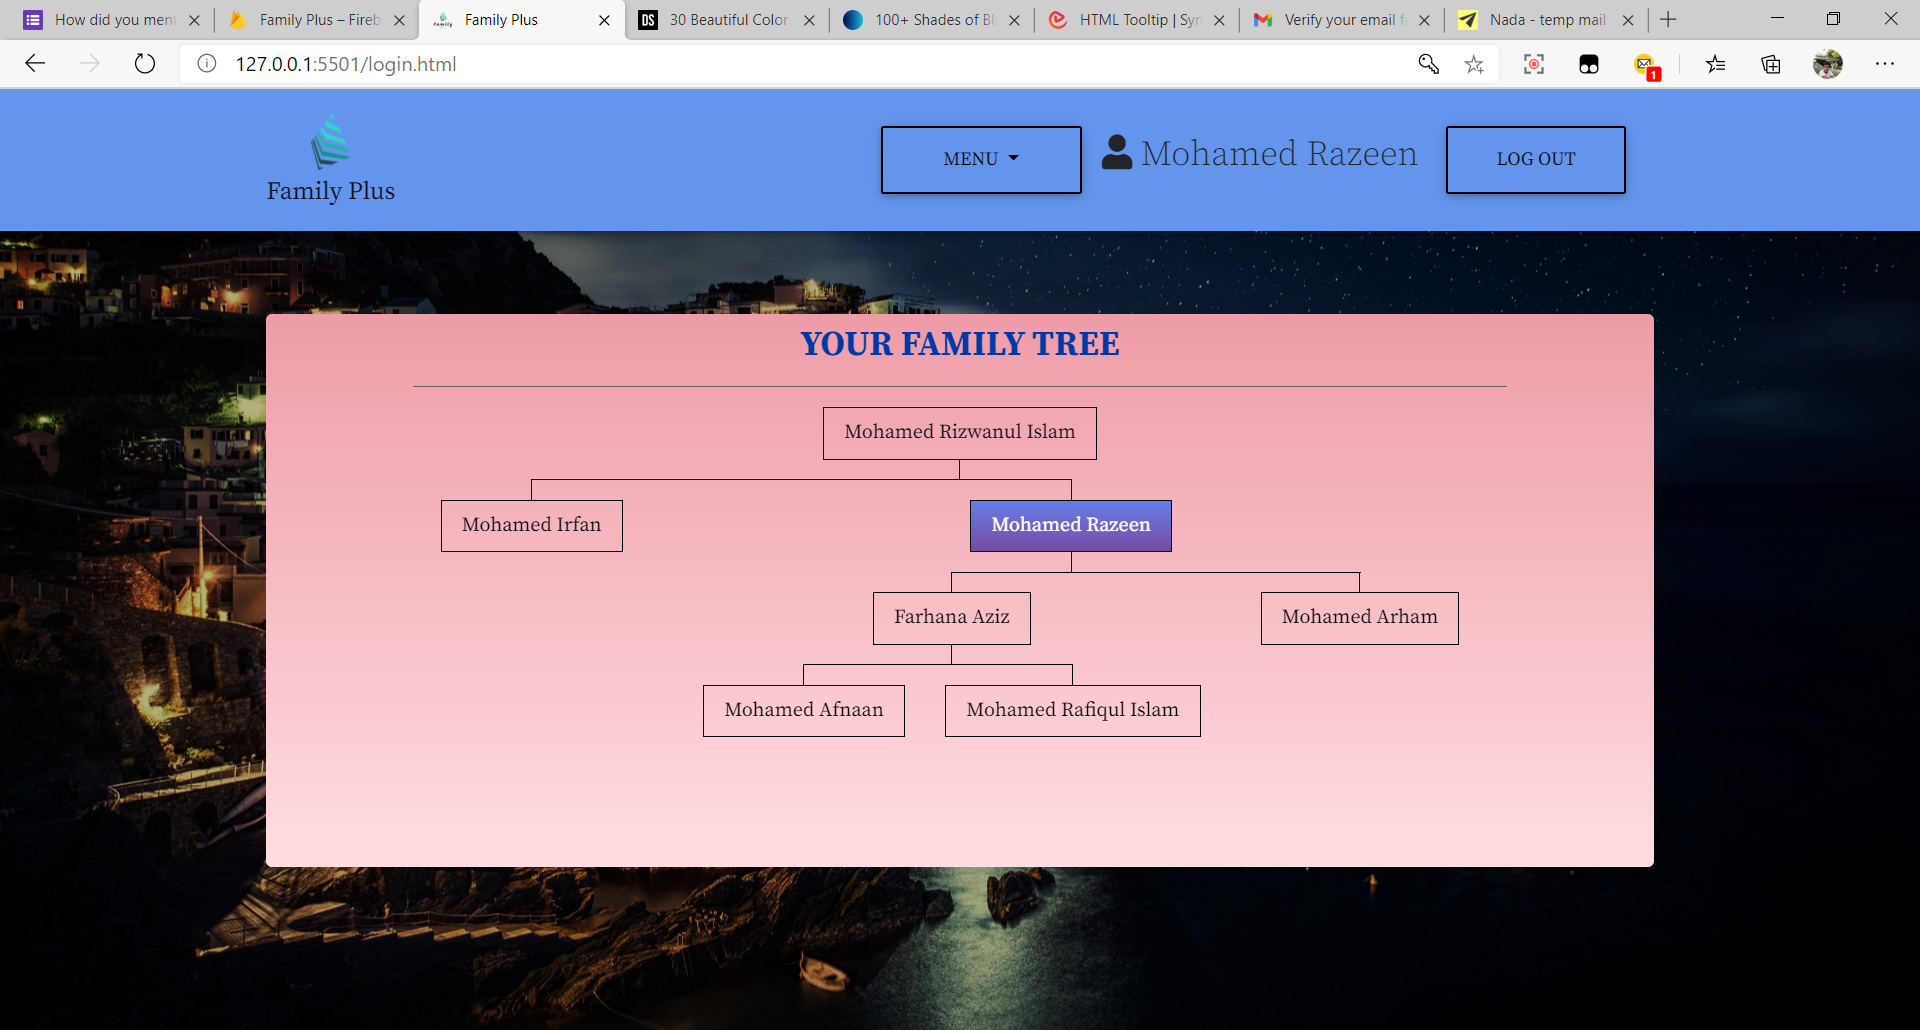 How did you ment
Family Plus – Fireb
Family Plus
DS 30 Beautiful Color
100+ Shades of Bl
HTML Tooltip | Syn
Verify your email f
Nada - temp mail
127.0.0.1:5501/login.html
1
Family
Family Plus
MENU
Mohamed Razeen
LOG OUT
YOUR FAMILY TREE
Mohamed Rizwanul Islam
Mohamed Irfan
Mohamed Razeen
Farhana Aziz
Mohamed Arham
Mohamed Afnaan
Mohamed Rafiqul Islam